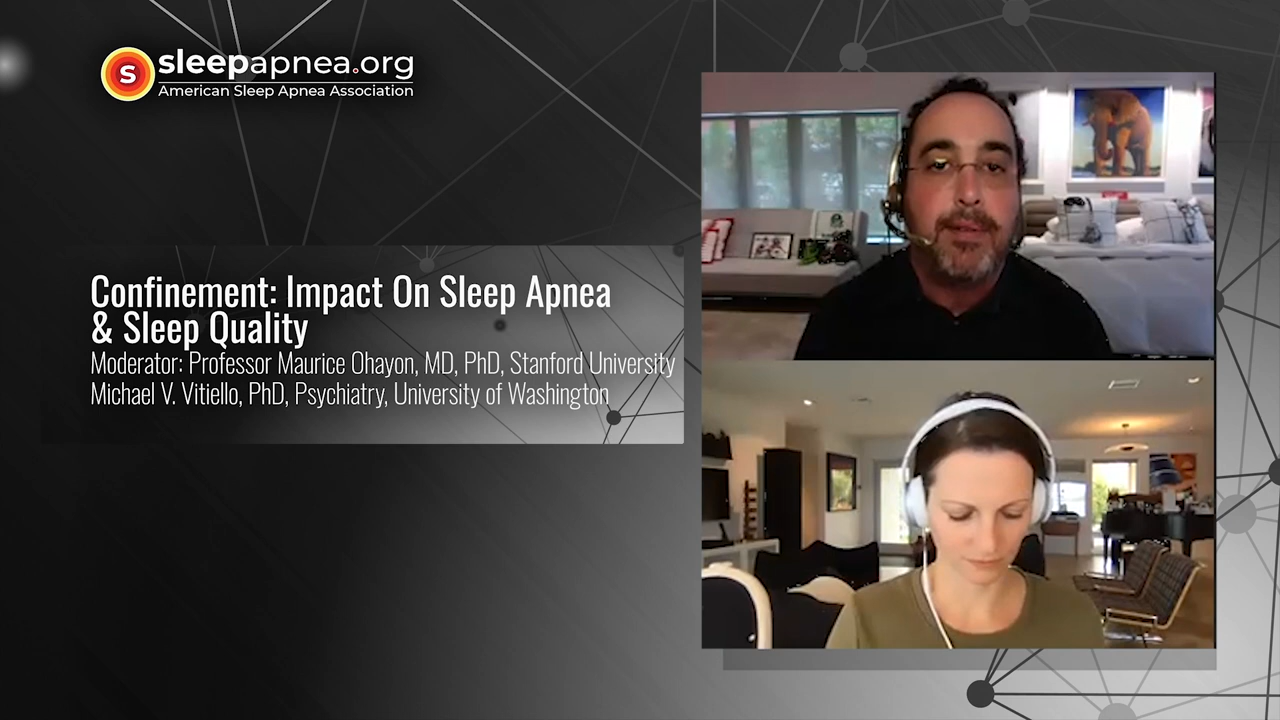 S
sleepapnea.org
American Sleep Apnea Association
Confinement: Impact On Sleep Apnea
& Sleep Quality
Moderator: Professor Maurice Ohayon, MD, PhD, Stanford University
Michael V. Vitiello, PhD, Psychiatry, University of Washington